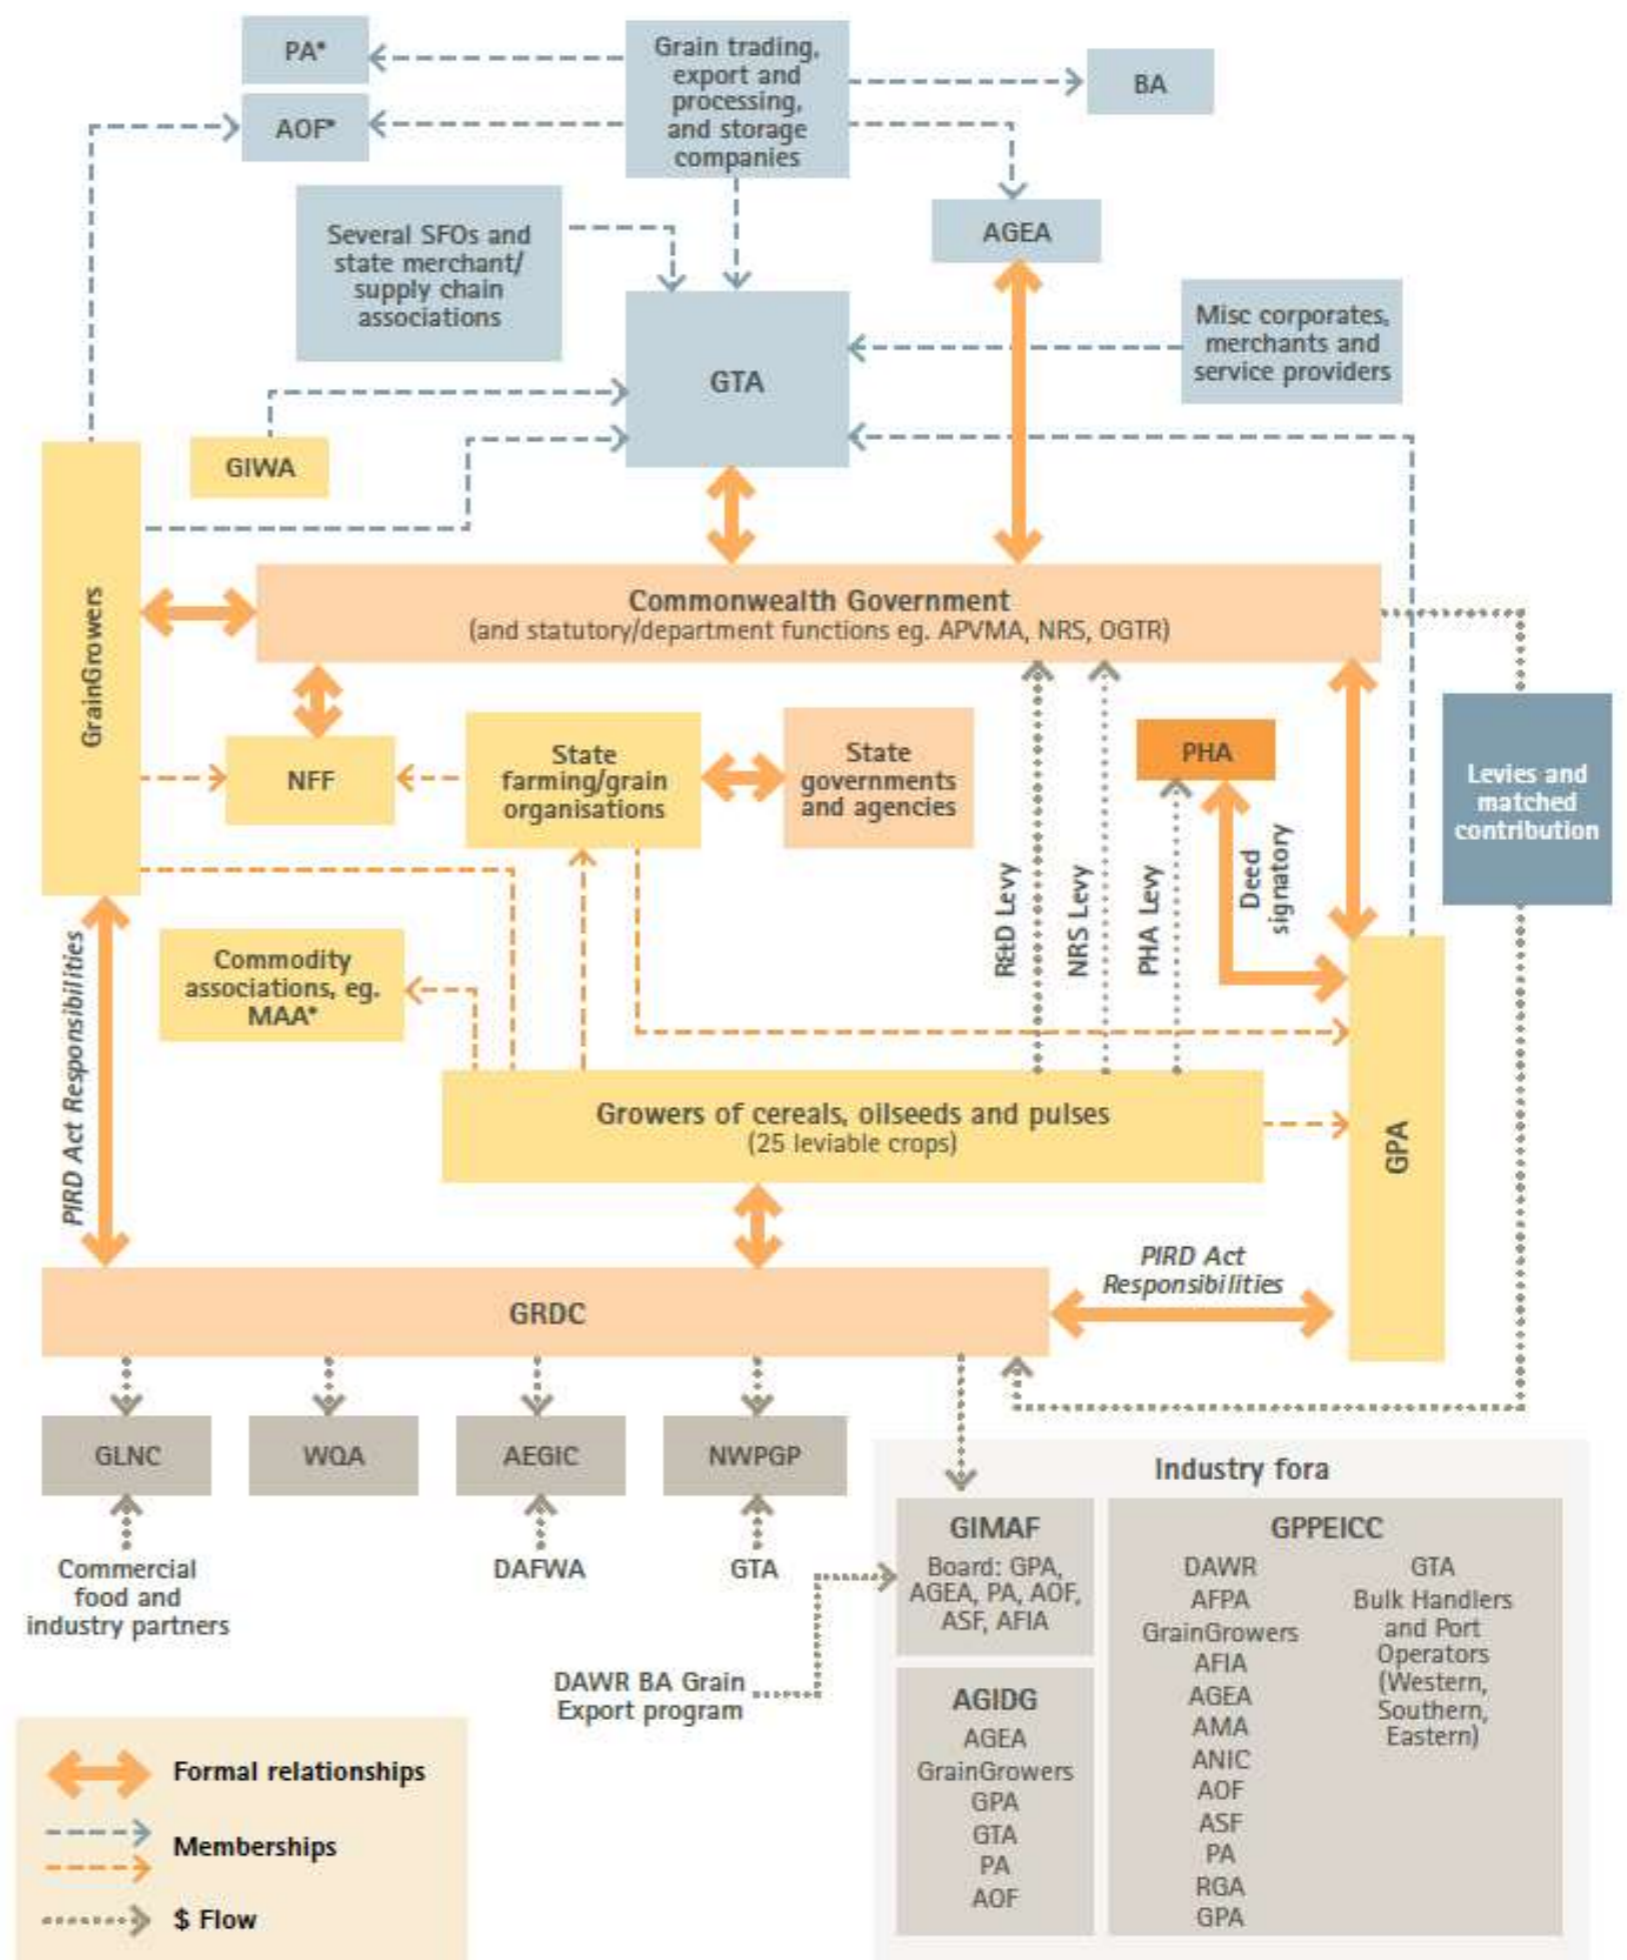 PA*
Grain trading,
export and
processing,
and storage
companies
BA
AOF*
Several SFOs and
state merchant/
supply chain
associations
AGEA
Misc corporates,
merchants and
service providers
GTA
GIWA
GrainGrowers
Commonwealth Government
(and statutory/department functions eg. APVMA, NRS, OGTR)
NFF
State
farming/grain
organisations
State
governments
and agencies
PHA
Levies and
matched
contribution
R&D Levy
NRS Levy
PHA Levy
Deed
signatory
PIRD Act Responsibilities
Commodity
associations, eg.
MAA*
Growers of cereals, oilseeds and pulses
(25 leviable crops)
GPA
PIRD Act
Responsibilities
GRDC
GLNC
WQA
AEGIC
NWPGP
Commercial
food and
industry partners
DAFWA
GTA
DAWR BA Grain
Export program
Industry fora
GIMAF
Board: GPA,
AGEA, PA, AOF,
ASF, AFIA
AGIDG
AGEA
GrainGrowers
GPA
GTA
PA
AOF
GPPEICC
DAWR
AFPA
GrainGrowers
AFIA
AGEA
AMA
ANIC
AOF
ASF
PA
RGA
GPA
GTA
Bulk Handlers
and Port
Operators
(Western,
Southern,
Eastern)
Formal relationships
Memberships
$ Flow